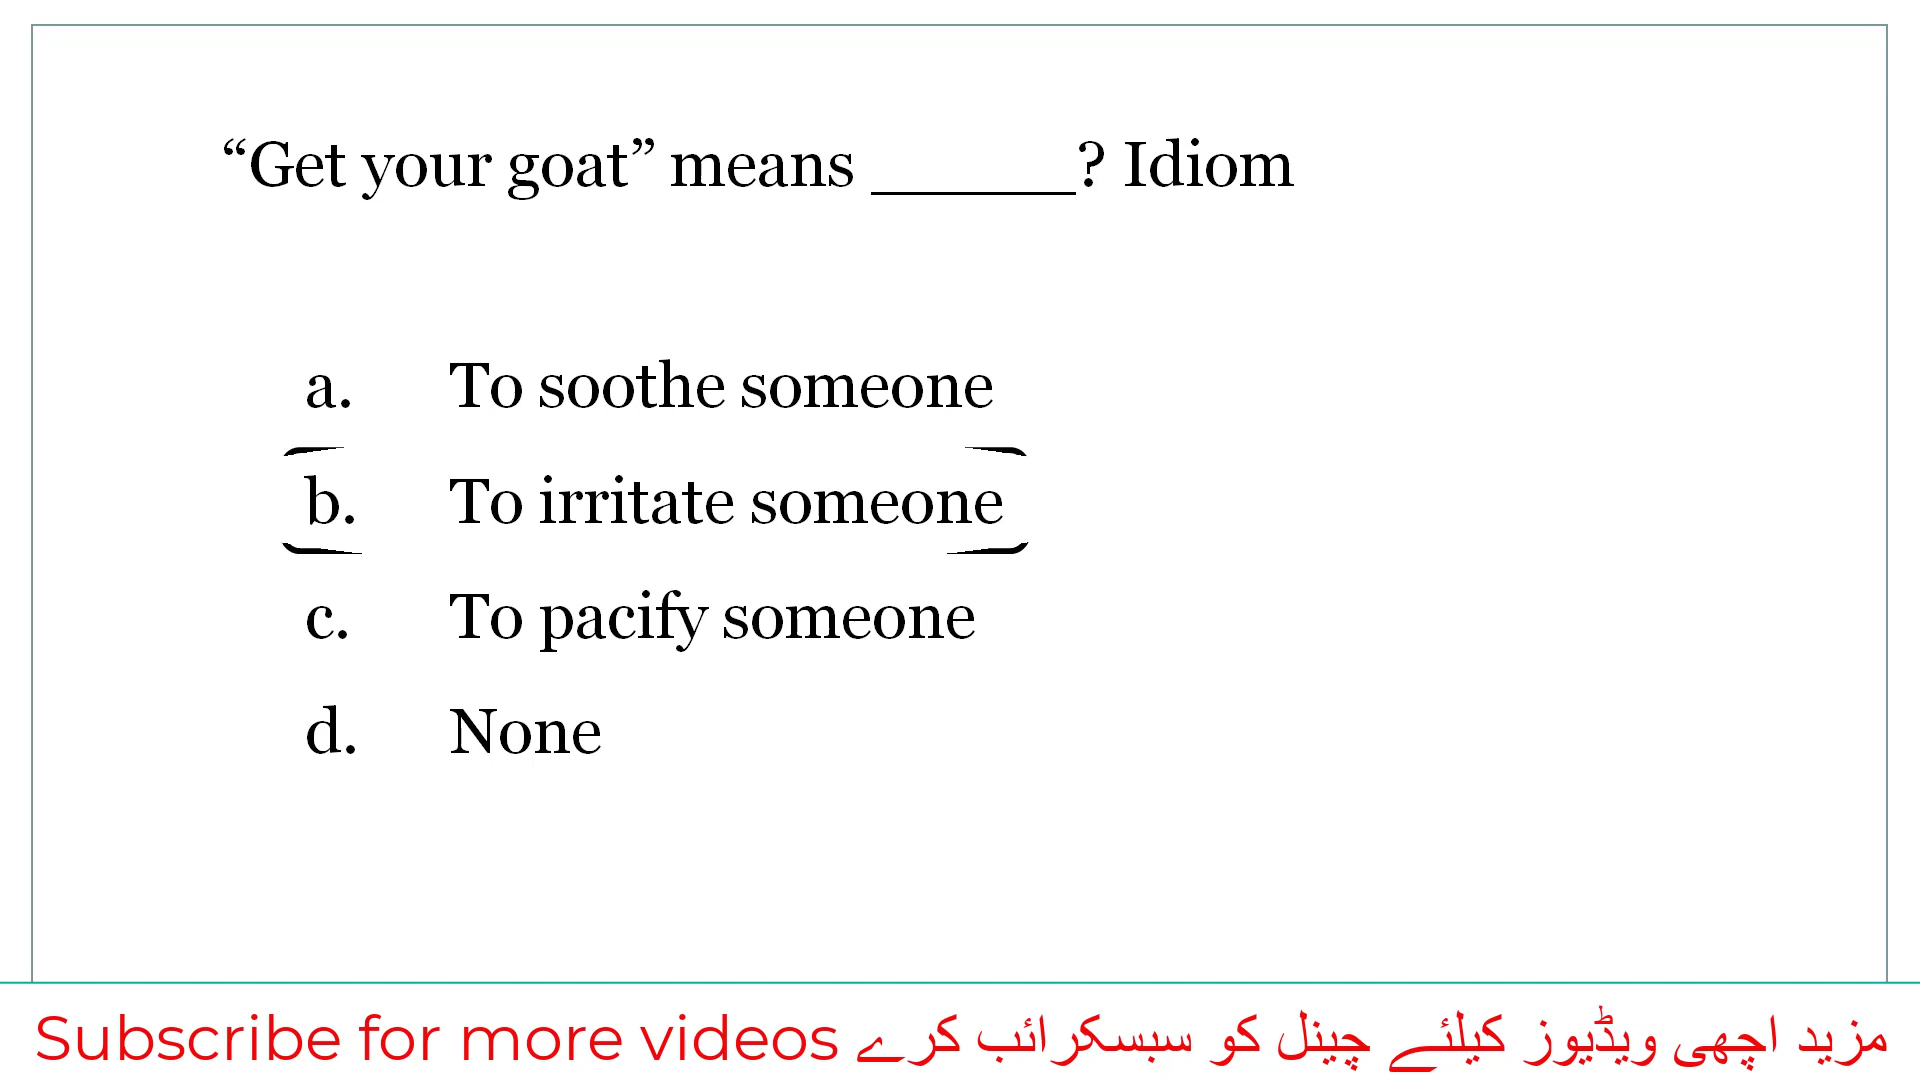 “Get your goat” means ______? Idiom
a. To soothe someone
b. To irritate someone
c. To pacify someone
d. None
Subscribe for more videos مزید اچھی ویڈیوز کیلئے چینل کو سبسکرائب کرے